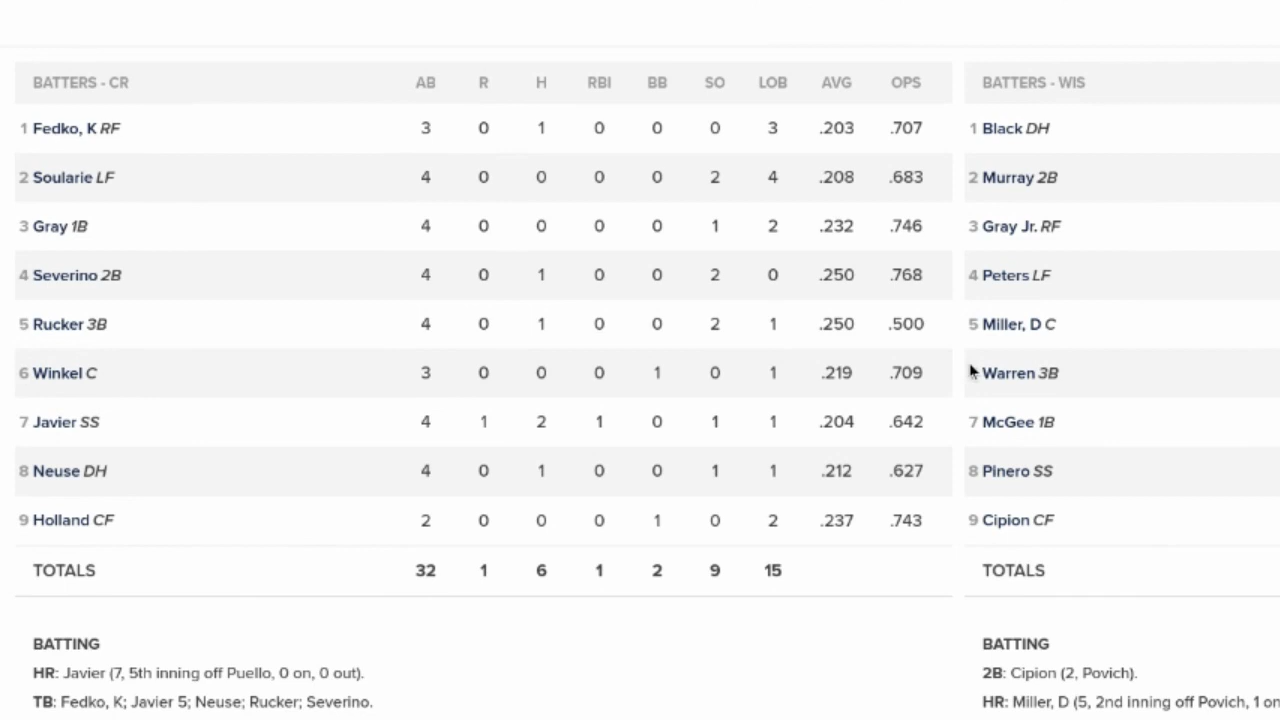 BATTERS - CR AB R H RBI BB SO LOB AVG OPS
1 Fedko, K RF 3 0 1 0 0 0 3 .203 .707
2 Soularie LF 4 0 0 0 0 2 4 .208 .683
3 Gray 1B 4 0 0 0 0 1 2 .232 .746
4 Severino 2B 4 0 1 0 0 2 0 .250 .768
5 Rucker 3B 4 0 1 0 0 2 1 .250 .500
6 Winkel C 3 0 0 0 1 0 1 .219 .709
7 Javier SS 4 1 2 1 0 1 1 .204 .642
8 Neuse DH 4 0 1 0 0 1 1 .212 .627
9 Holland CF 2 0 0 0 1 0 2 .237 .743
TOTALS 32 1 6 1 2 9 15
BATTING
HR: Javier (7, 5th inning off Puello, 0 on, 0 out).
TB: Fedko, K; Javier 5; Neuse; Rucker; Severino.
BATTERS - WIS
1 Black DH
2 Murray 2B
3 Gray Jr. RF
4 Peters LF
5 Miller, D C
Warren 3B
7 McGee 1B
8 Pinero SS
9 Cipion CF
TOTALS
BATTING
2B: Cipion (2, Povich).
HR: Miller, D (5, 2nd inning off Povich, 1 on